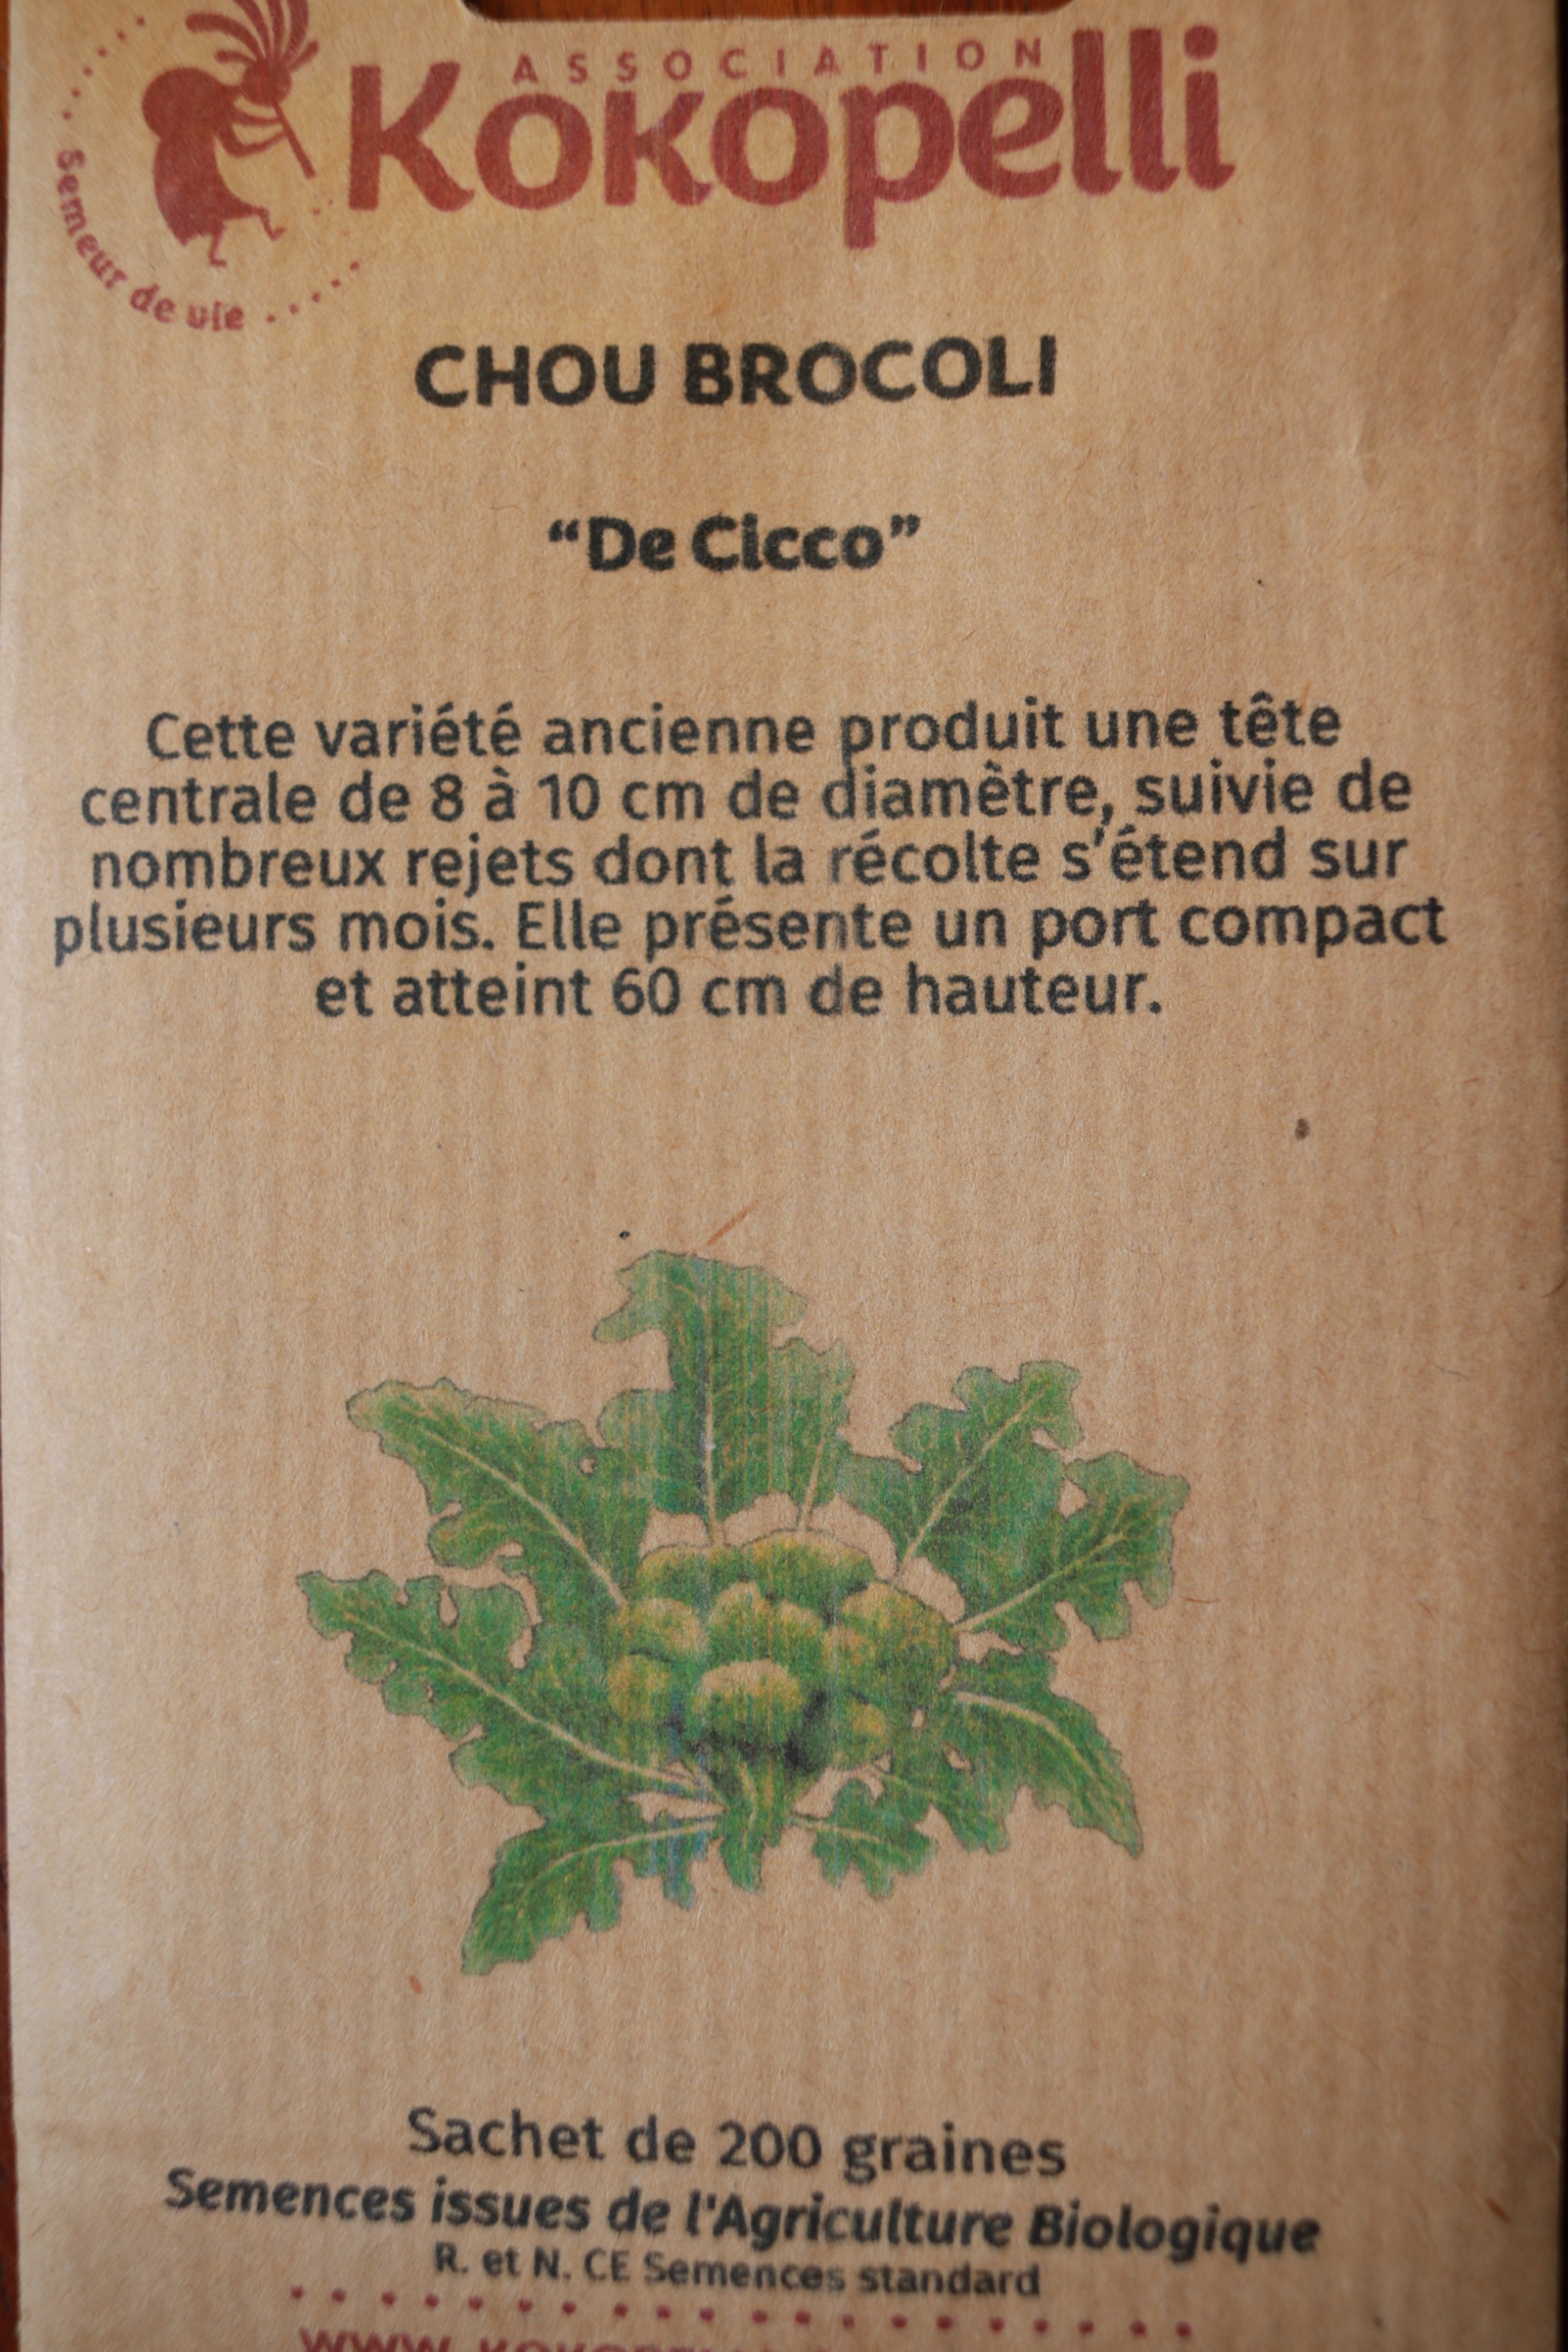 ASSOCIATION
Kokopelli
Semeur de vie
CHOU BROCOLI
“De Cicco”
Cette variété ancienne produit une tête
centrale de 8 à 10 cm de diamètre, suivie de
nombreux rejets dont la récolte s’étend sur
plusieurs mois. Elle présente un port compact
et atteint 60 cm de hauteur.
Sachet de 200 graines
Semences issues de l'Agriculture Biologique
R. et N. CE Semences standard